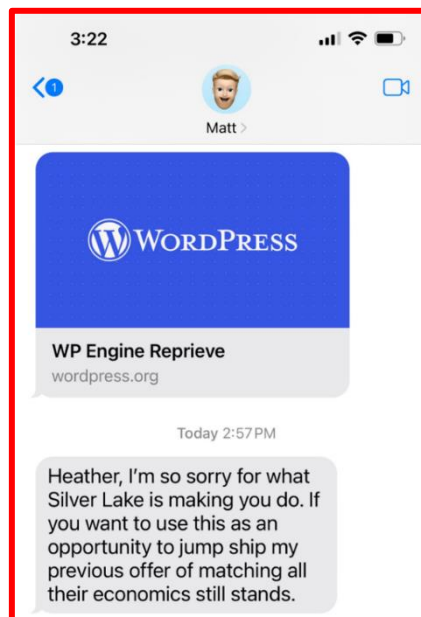 3:22
1
Matt
WORDPRESS
WP Engine Reprieve
wordpress.org
Today 2:57 PM
Heather, I'm so sorry for what
Silver Lake is making you do. If
you want to use this as an
opportunity to jump ship my
previous offer of matching all
their economics still stands.